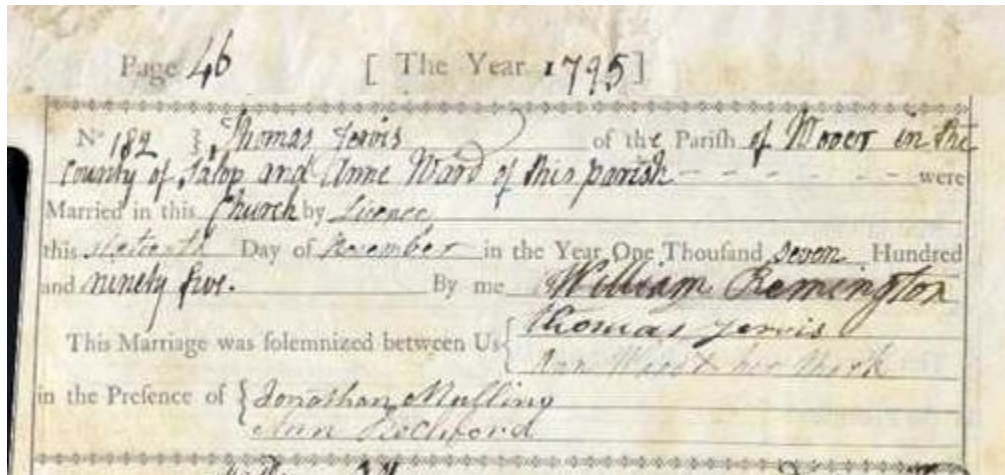 Page 46 [ The Year 1795 ]
No 182 } Thomas Jervis of the Pariſh of Woore in the
County of Salop and Anne Ward of this parish - - - - - - were
Married in this Church by Licence
this Day of November in the Year One Thouſand seven Hundred
and ninety five. By me William Remington
This Marriage was ſolemnized between Us { Thomas Jervis
Ann Ward her Mark
in the Preſence of { Jonathan
Ann Rochford